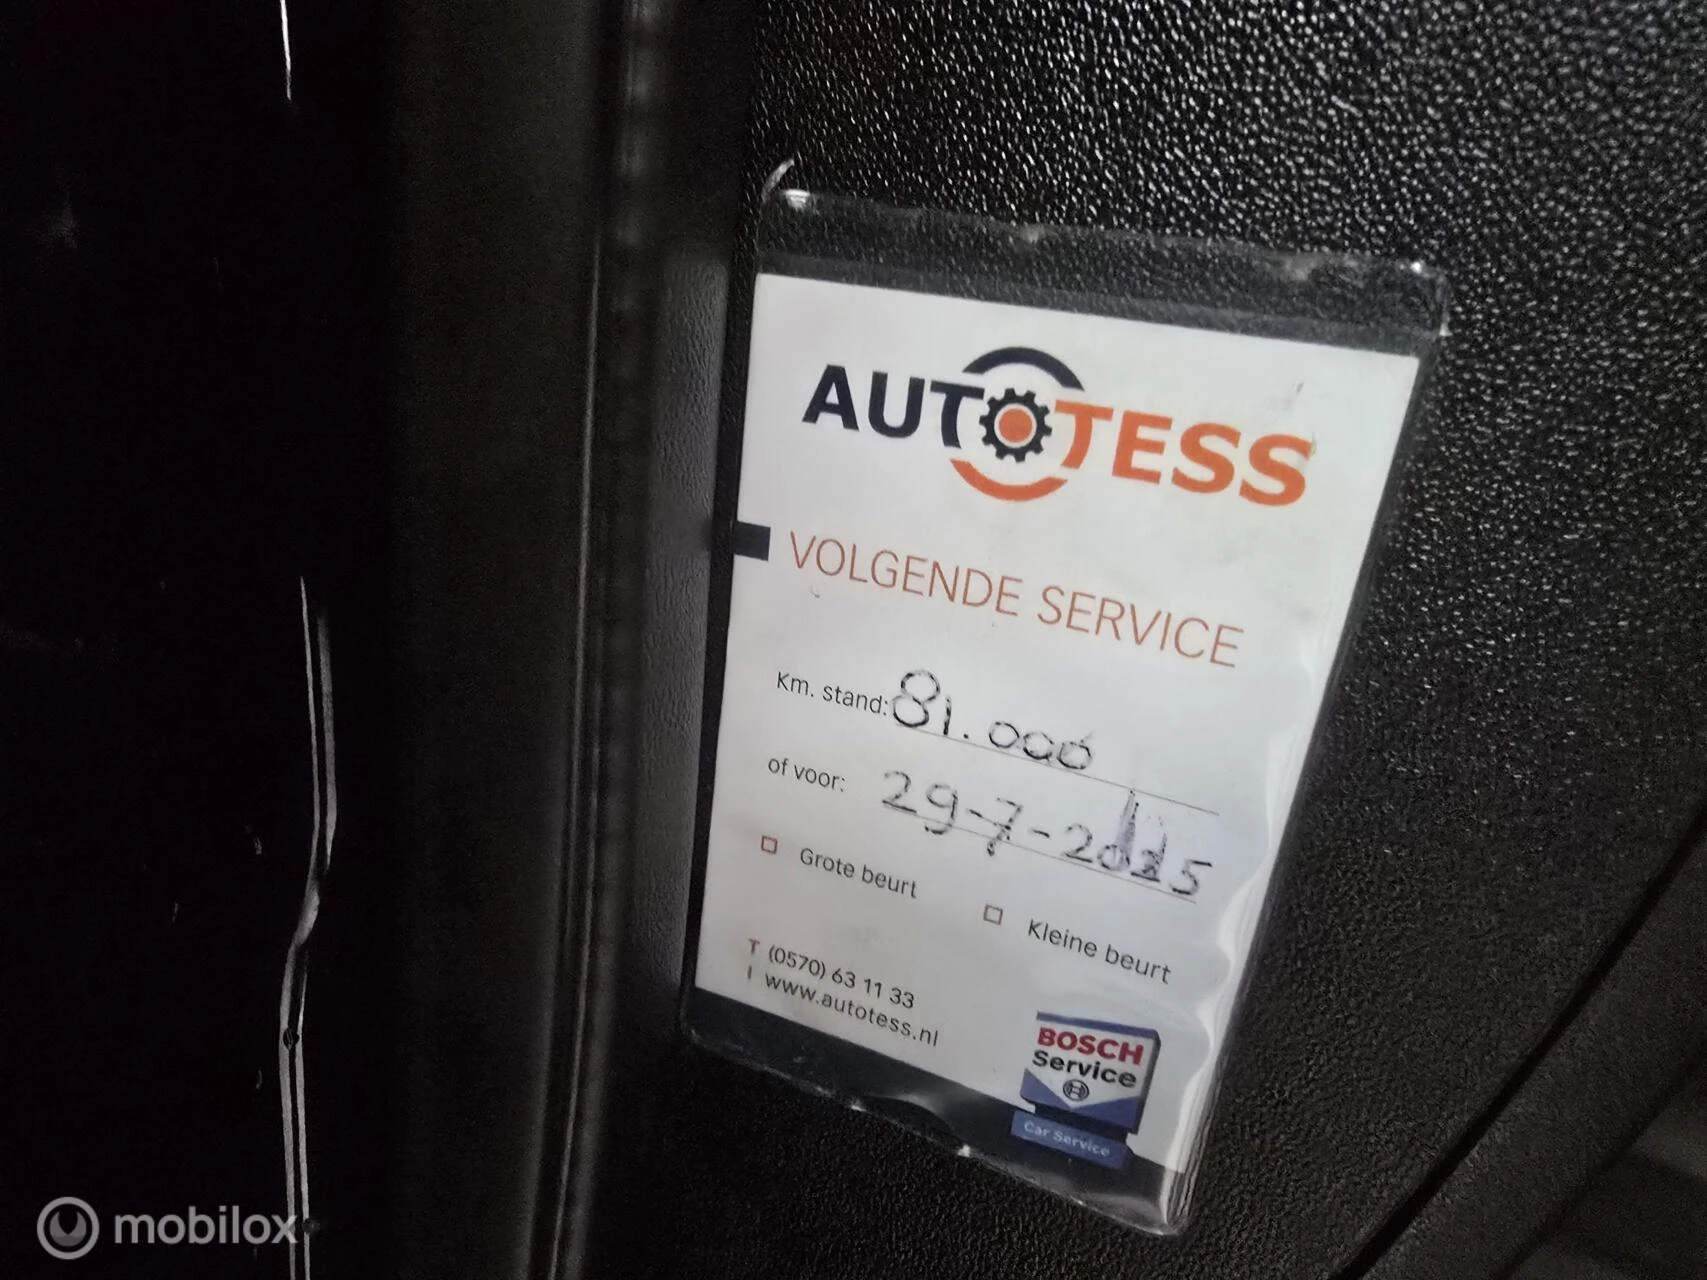 AUTOTESS
VOLGENDE SERVICE
Km. stand: 81.000
of voor: 29-7-2025
Grote beurt
Kleine beurt
T (0570) 63 11 33
I www.autotess.nl
BOSCH
Service
Car Service
mobilox